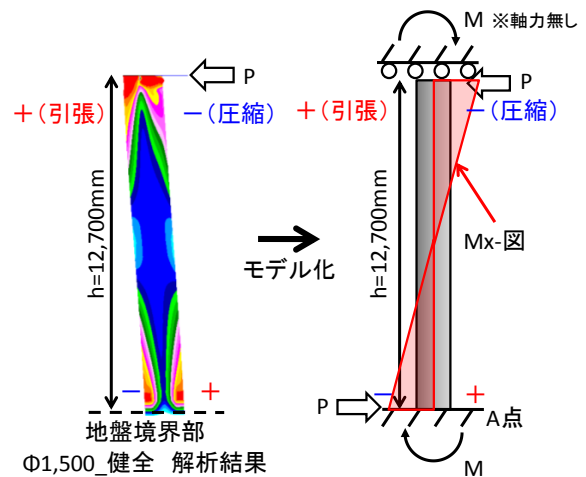 M ※軸力無し
P
P
＋（引張）
－（圧縮）
＋（引張）
－（圧縮）
h=12,700mm
モデル化
h=12,700mm
Mx-図
－
＋
P
－
＋
A点
地盤境界部
Φ1,500_健全 解析結果
M